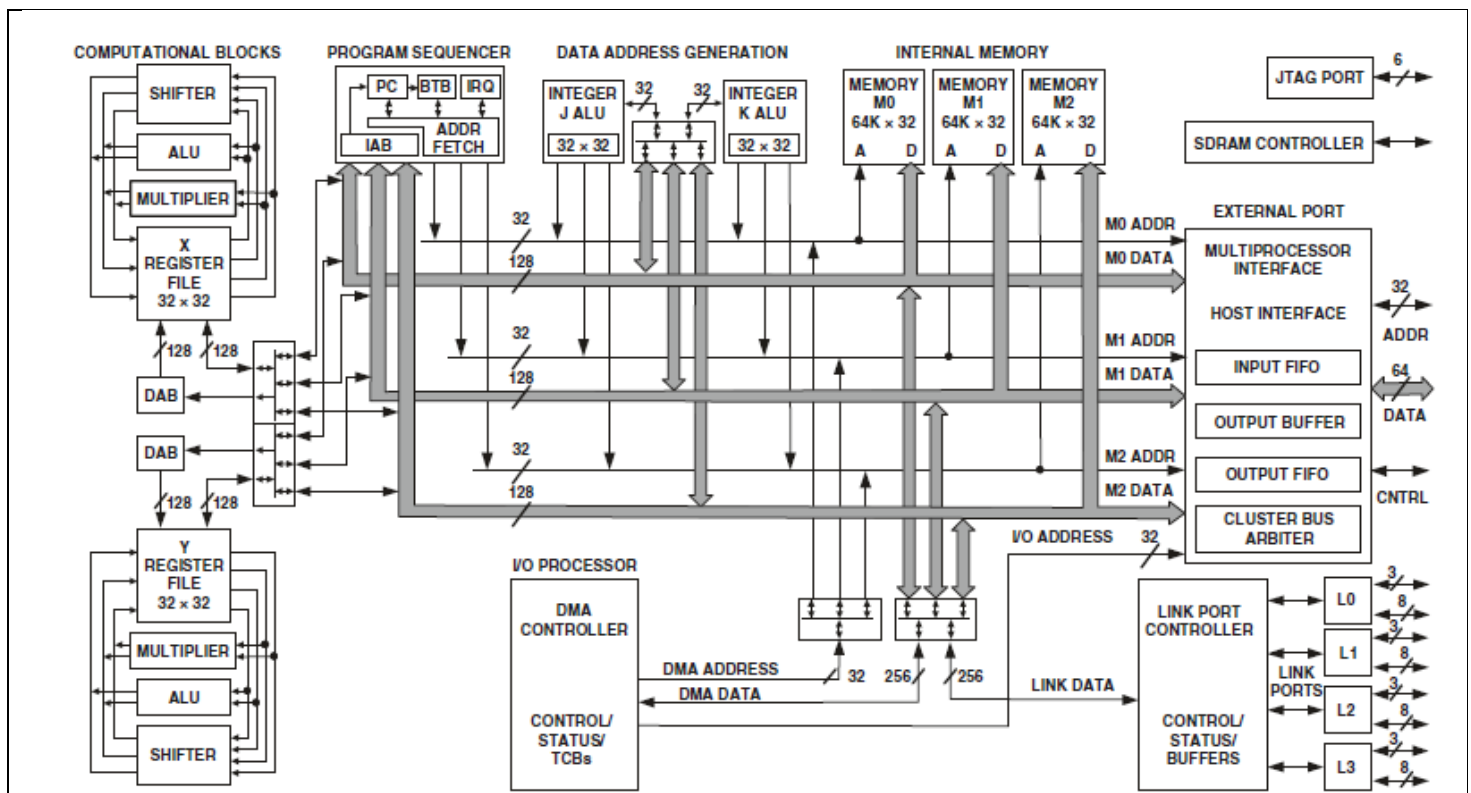 COMPUTATIONAL BLOCKS
SHIFTER
ALU
MULTIPLIER
X
REGISTER
FILE
32 × 32
128
128
DAB
DAB
128
128
Y
REGISTER
FILE
32 × 32
MULTIPLIER
ALU
SHIFTER
PROGRAM SEQUENCER
PC
BTB
IRQ
ADDR
FETCH
IAB
DATA ADDRESS GENERATION
INTEGER
J ALU
32 × 32
32
32
INTEGER
K ALU
32 × 32
INTERNAL MEMORY
MEMORY
M0
64K × 32
A
D
MEMORY
M1
64K × 32
A
D
MEMORY
M2
64K × 32
A
D
32
128
32
128
32
128
M0 ADDR
M0 DATA
M1 ADDR
M1 DATA
M2 ADDR
M2 DATA
I/O ADDRESS
32
JTAG PORT
6
SDRAM CONTROLLER
EXTERNAL PORT
MULTIPROCESSOR
INTERFACE
HOST INTERFACE
INPUT FIFO
OUTPUT BUFFER
OUTPUT FIFO
CLUSTER BUS
ARBITER
32
ADDR
64
DATA
CNTRL
I/O PROCESSOR
DMA
CONTROLLER
CONTROL/
STATUS/
TCBs
DMA ADDRESS
DMA DATA
32
256
256
LINK DATA
LINK PORT
CONTROLLER
CONTROL/
STATUS/
BUFFERS
LINK
PORTS
L0
3
8
L1
3
8
L2
3
8
L3
3
8